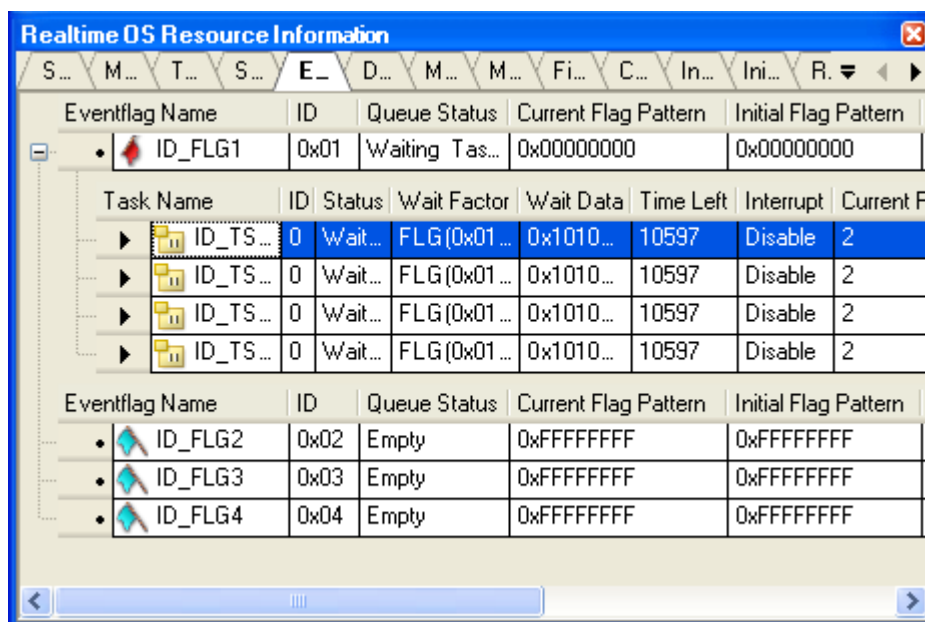 Realtime OS Resource Information
S... M... T... S... E... D... M... M... Fi... C... In... Ini... R.
Eventflag Name ID Queue Status Current Flag Pattern Initial Flag Pattern
ID_FLG1 0x01 Waiting Tas... 0x00000000 0x00000000
Task Name ID Status Wait Factor Wait Data Time Left Interrupt Current F
ID_TS... 0 Wait... FLG(0x01... 0x1010... 10597 Disable 2
ID_TS... 0 Wait... FLG(0x01... 0x1010... 10597 Disable 2
ID_TS... 0 Wait... FLG(0x01... 0x1010... 10597 Disable 2
ID_TS... 0 Wait... FLG(0x01... 0x1010... 10597 Disable 2
Eventflag Name ID Queue Status Current Flag Pattern Initial Flag Pattern
ID_FLG2 0x02 Empty 0xFFFFFFFF 0xFFFFFFFF
ID_FLG3 0x03 Empty 0xFFFFFFFF 0xFFFFFFFF
ID_FLG4 0x04 Empty 0xFFFFFFFF 0xFFFFFFFF